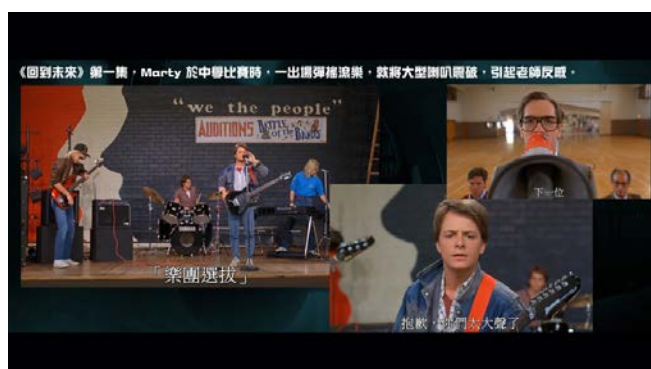 《回到未來》第一集，Marty 於中學比賽時，一出場彈搖滾樂，就將大型喇叭震破，引起老師反感。
"we the people"
AUDITIONS BATTLE of the BANDS
「樂團選拔」
下一位
YAMAHA
抱歉，你們太大聲了